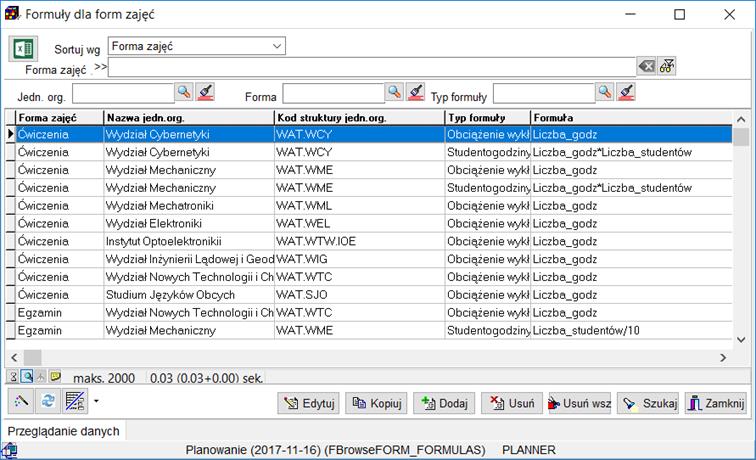 Formuły dla form zajęć
Sortuj wg Forma zajęć
Forma zajęć .>>
Jedn. org. Forma Typ formuły
Forma zajęć Nazwa jedn.org. Kod struktury jedn.org. Typ formuły Formuła
Ćwiczenia Wydział Cybernetyki WAT.WCY Obciążenie wykł Liczba_godz
Ćwiczenia Wydział Cybernetyki WAT.WCY Studentogodziny Liczba_godz*Liczba_studentów
Ćwiczenia Wydział Mechaniczny WAT.WME Obciążenie wykł Liczba_godz
Ćwiczenia Wydział Mechaniczny WAT.WME Studentogodziny Liczba_godz*Liczba_studentów
Ćwiczenia Wydział Mechatroniki WAT.WML Obciążenie wykł Liczba_godz
Ćwiczenia Wydział Elektroniki WAT.WEL Obciążenie wykł Liczba_godz
Ćwiczenia Instytut Optoelektronikii WAT.WTW.IOE Obciążenie wykł Liczba_godz
Ćwiczenia Wydział Inżynierii Lądowej i Geod WAT.WIG Obciążenie wykł Liczba_godz
Ćwiczenia Wydział Nowych Technologii i Ch WAT.WTC Obciążenie wykł Liczba_godz
Ćwiczenia Studium Języków Obcych WAT.SJO Obciążenie wykł Liczba_godz
Egzamin Wydział Nowych Technologii i Ch WAT.WTC Obciążenie wykł Liczba_godz
Egzamin Wydział Mechaniczny WAT.WME Studentogodziny Liczba_studentów/10
maks. 2000 0.03 (0.03+0.00) sek.
Edytuj Kopiuj Dodaj Usuń Usuń wsz Szukaj Zamknij
Przeglądanie danych
Planowanie (2017-11-16) (FBrowseFORM_FORMULAS) PLANNER